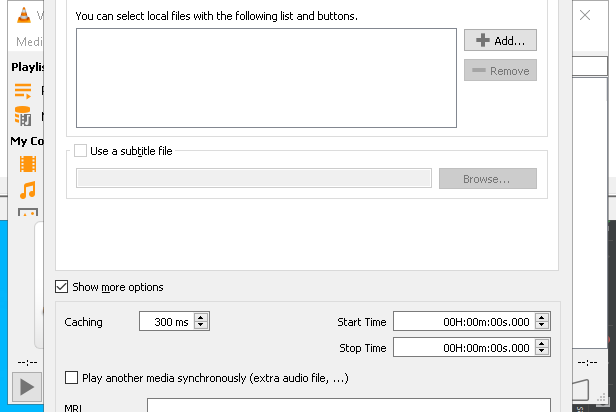 You can select local files with the following list and buttons.
Add...
Medi
Playlis
Remove
My Co
Use a subtitle file
Browse...
Show more options
Caching
300 ms
Start Time
00H:00m:00s.000
Stop Time
00H:00m:00s.000
--:--
--:--
Play another media synchronously (extra audio file, ...)
MRL